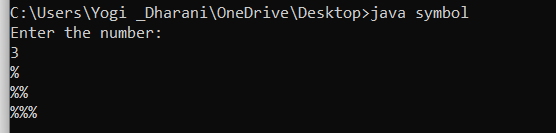 C:\Users\Yogi _Dharani\OneDrive\Desktop>java symbol
Enter the number:
3
%
%%
%%%